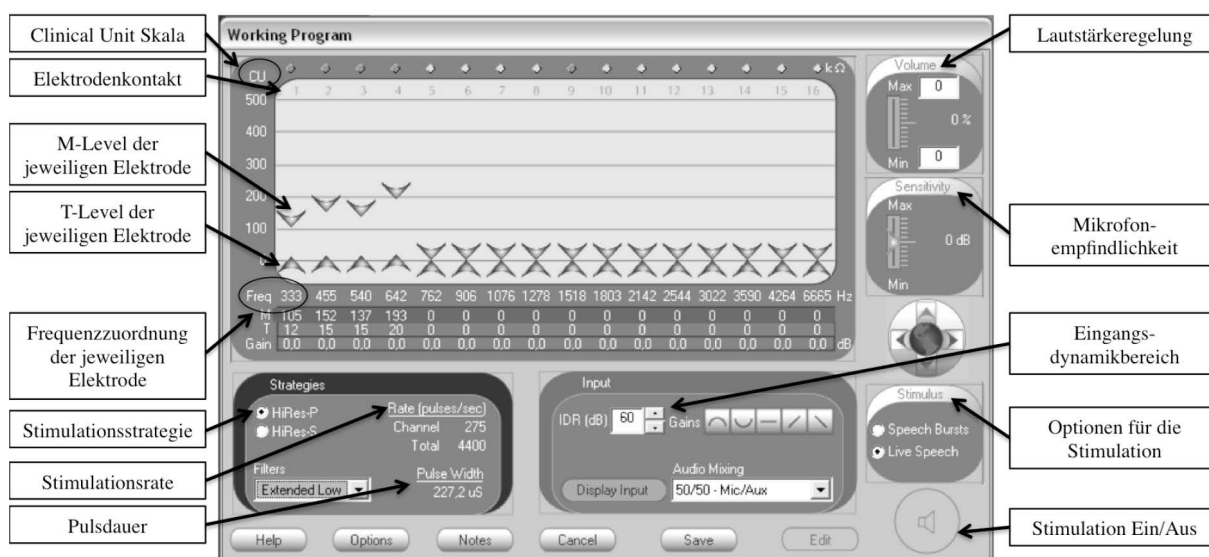 Clinical Unit Skala
Elektrodenkontakt
M-Level der
jeweiligen Elektrode
T-Level der
jeweiligen Elektrode
Frequenzzuordnung
der jeweiligen
Elektrode
Stimulationsstrategie
Stimulationsrate
Pulsdauer
Working Program
CU
kΩ
1 2 3 4 5 6 7 8 9 10 11 12 13 14 15 16
500
400
300
200
100
0
Freq 333 455 540 642 762 906 1076 1278 1518 1803 2142 2544 3022 3590 4264 6665 Hz
M 105 152 137 193 0 0 0 0 0 0 0 0 0 0 0 0
T 12 15 15 20 0 0 0 0 0 0 0 0 0 0 0 0
Gain 0,0 0,0 0,0 0,0 0,0 0,0 0,0 0,0 0,0 0,0 0,0 0,0 0,0 0,0 0,0 0,0 dB
Strategies
HiRes-P
HiRes-S
Rate (pulses/sec)
Channel 275
Total 4400
Filters
Extended Low
Pulse Width
227,2 uS
Input
IDR (dB) 60 Gains
Audio Mixing
Display Input 50/50 - Mic/Aux
Help Options Notes Cancel Save Edit
Volume
Max 0
0 %
Min 0
Sensitivity
Max
0 dB
Min
Stimulus
Speech Bursts
Live Speech
Lautstärkeregelung
Mikrofon-
empfindlichkeit
Eingangs-
dynamikbereich
Optionen für die
Stimulation
Stimulation Ein/Aus